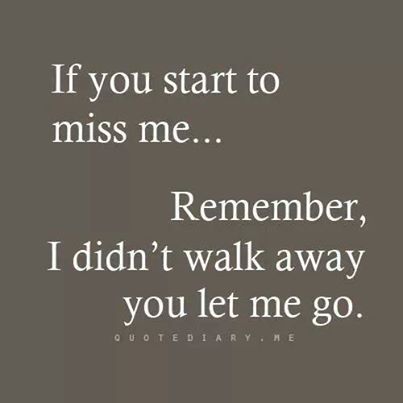 If you start to
miss me...
Remember,
I didn't walk away
you let me go.
QUOTEDIARY.ME